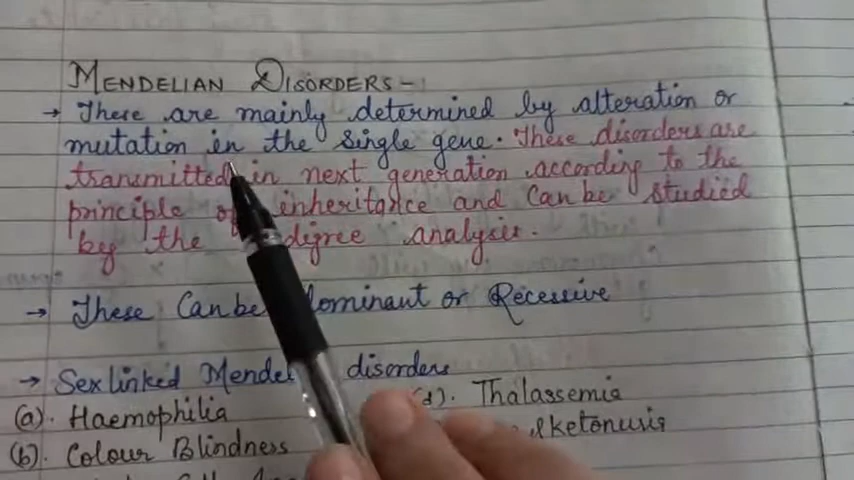 MENDELIAN DISORDERS-
→ These are mainly determined by alteration or
mutation in the single gene. These disorders are
transmitted in next generation according to the
principle of inheritance and can be studied
by the digree analysis.
→ These Can be dominant or Recessive
→ Sex linked Mendel disorders
(a). Haemophilia (d). Thalassemia
(b). Colour Blindness